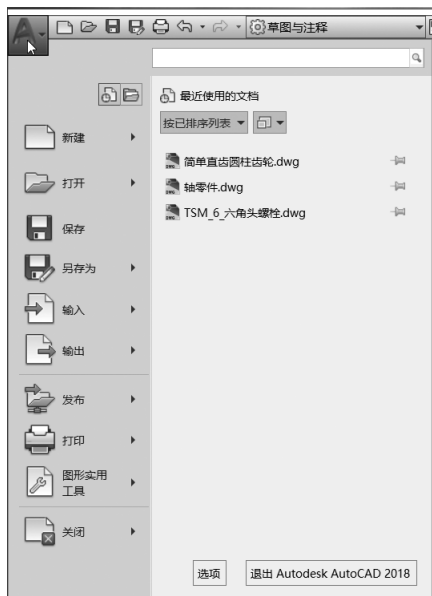 草图与注释
最近使用的文档
按已排序列表
简单直齿圆柱齿轮.dwg
轴零件.dwg
TSM_6_六角头螺栓.dwg
新建
打开
保存
另存为
输入
输出
发布
打印
图形实用
工具
关闭
选项
退出 Autodesk AutoCAD 2018